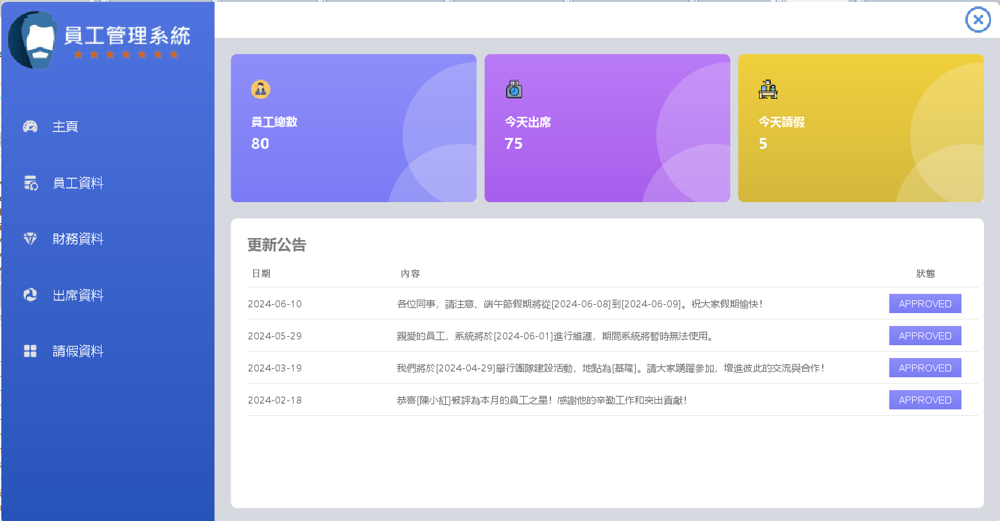 員工管理系統
主頁
員工資料
財務資料
出席資料
請假資料
員工總數
80
今天出席
75
今天請假
5
更新公告
日期 內容 狀態
2024-06-10 各位同事，請注意，端午節假期將從[2024-06-08]到[2024-06-09]。祝大家假期愉快！ APPROVED
2024-05-29 親愛的員工，系統將於[2024-06-01]進行維護，期間系統將暫時無法使用。 APPROVED
2024-03-19 我們將於[2024-04-29]舉行團隊建設活動，地點為[基隆]。請大家踴躍參加，增進彼此的交流與合作！ APPROVED
2024-02-18 恭喜[陳小紅]被評為本月的員工之星！感謝他的辛勤工作和突出貢獻！ APPROVED